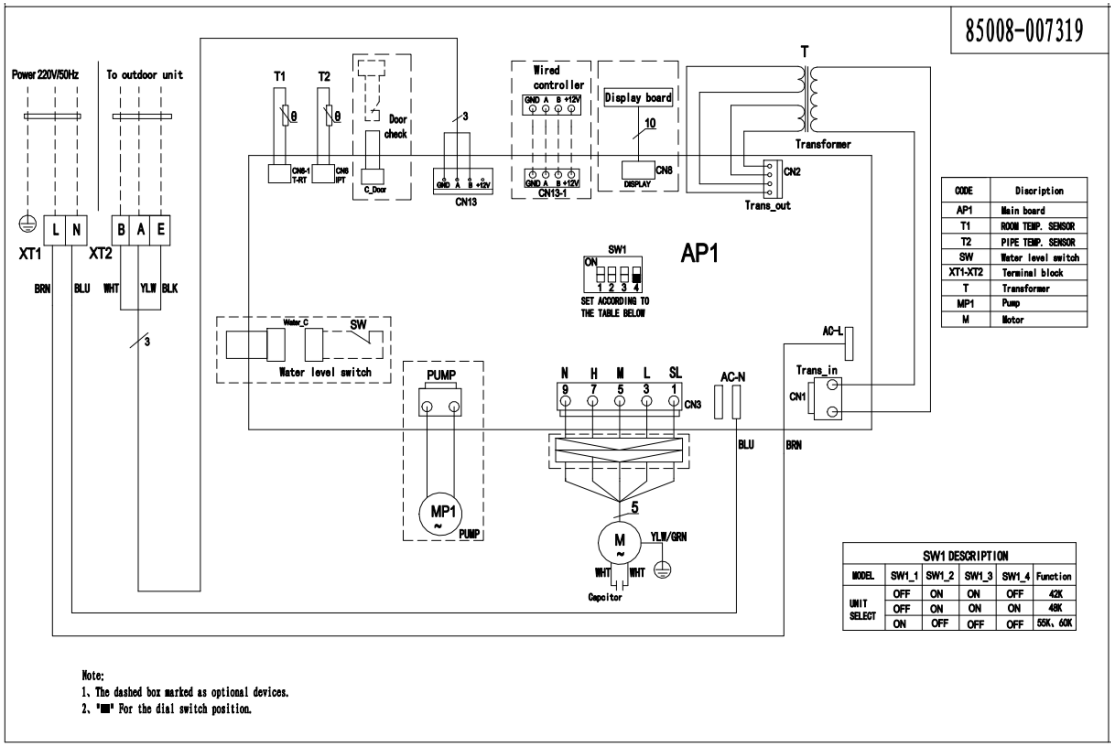 85008-007319
Power 220V/50Hz
To outdoor unit
T1
T2
θ
θ
Door
check
3
Wired
controller
GND A B +12V
Display board
10
T
Transformer
CN6-1
T-RT
CN6
IPT
C_Door
GND A B +12V
CN13
GND A B +12V
CN13-1
CN8
DISPLAY
CN2
Trans_out
CODE Discription
AP1 Main board
T1 ROOM TEMP. SENSOR
T2 PIPE TEMP. SENSOR
SW Water level switch
XT1-XT2 Terminal block
T Transformer
MP1 Pump
M Motor
L N
B A E
XT1
XT2
BRN
BLU
WHT
YLW
BLK
3
SW1
ON
1 2 3 4
SET ACCORDING TO
THE TABLE BELOW
AP1
Water_C
SW
Water level switch
AC-L
Trans_in
CN1
PUMP
N H M L SL
9 7 5 3 1
CN3
AC-N
BLU
BRN
MP1
~
PUMP
5
M
~
YLW/GRN
WHT
WHT
Capcitor
SW1 DESCRIPTION
MODEL SW1_1 SW1_2 SW1_3 SW1_4 Function
UNIT
SELECT
OFF ON ON OFF 42K
OFF ON ON ON 48K
ON OFF OFF OFF 55K、60K
Note:
1、The dashed box marked as optional devices.
2、"■" For the dial switch position.